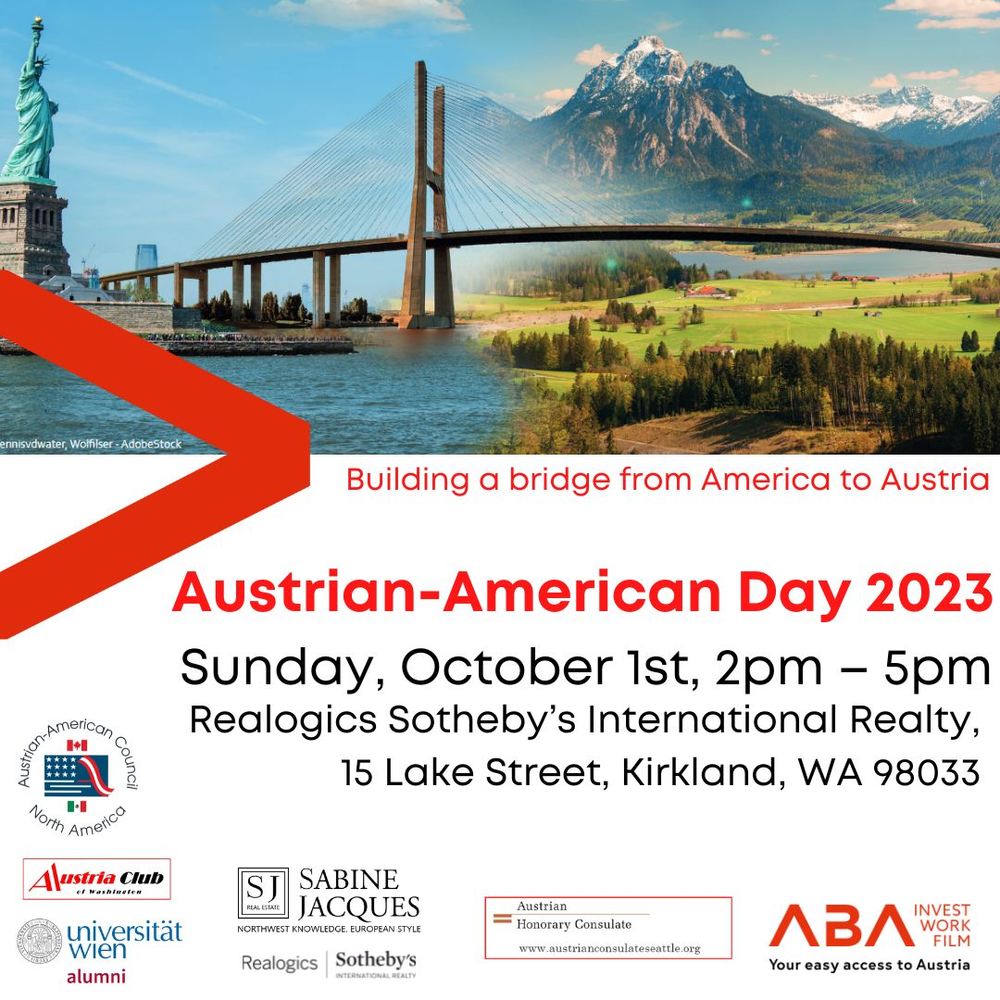 ennisvdwater, Wolfilser - AdobeStock
Building a bridge from America to Austria
Austrian-American Day 2023
Sunday, October 1st, 2pm – 5pm
Realogics Sotheby's International Realty,
15 Lake Street, Kirkland, WA 98033
Austrian-American Council
North America
Austria Club
of Washington
universität
wien
alumni
SJ
REAL ESTATE
SABINE
JACQUES
NORTHWEST KNOWLEDGE. EUROPEAN STYLE
Realogics
Sotheby's
INTERNATIONAL REALTY
Austrian
Honorary Consulate
www.austrianconsulateseattle.org
ABA
INVEST
WORK
FILM
Your easy access to Austria